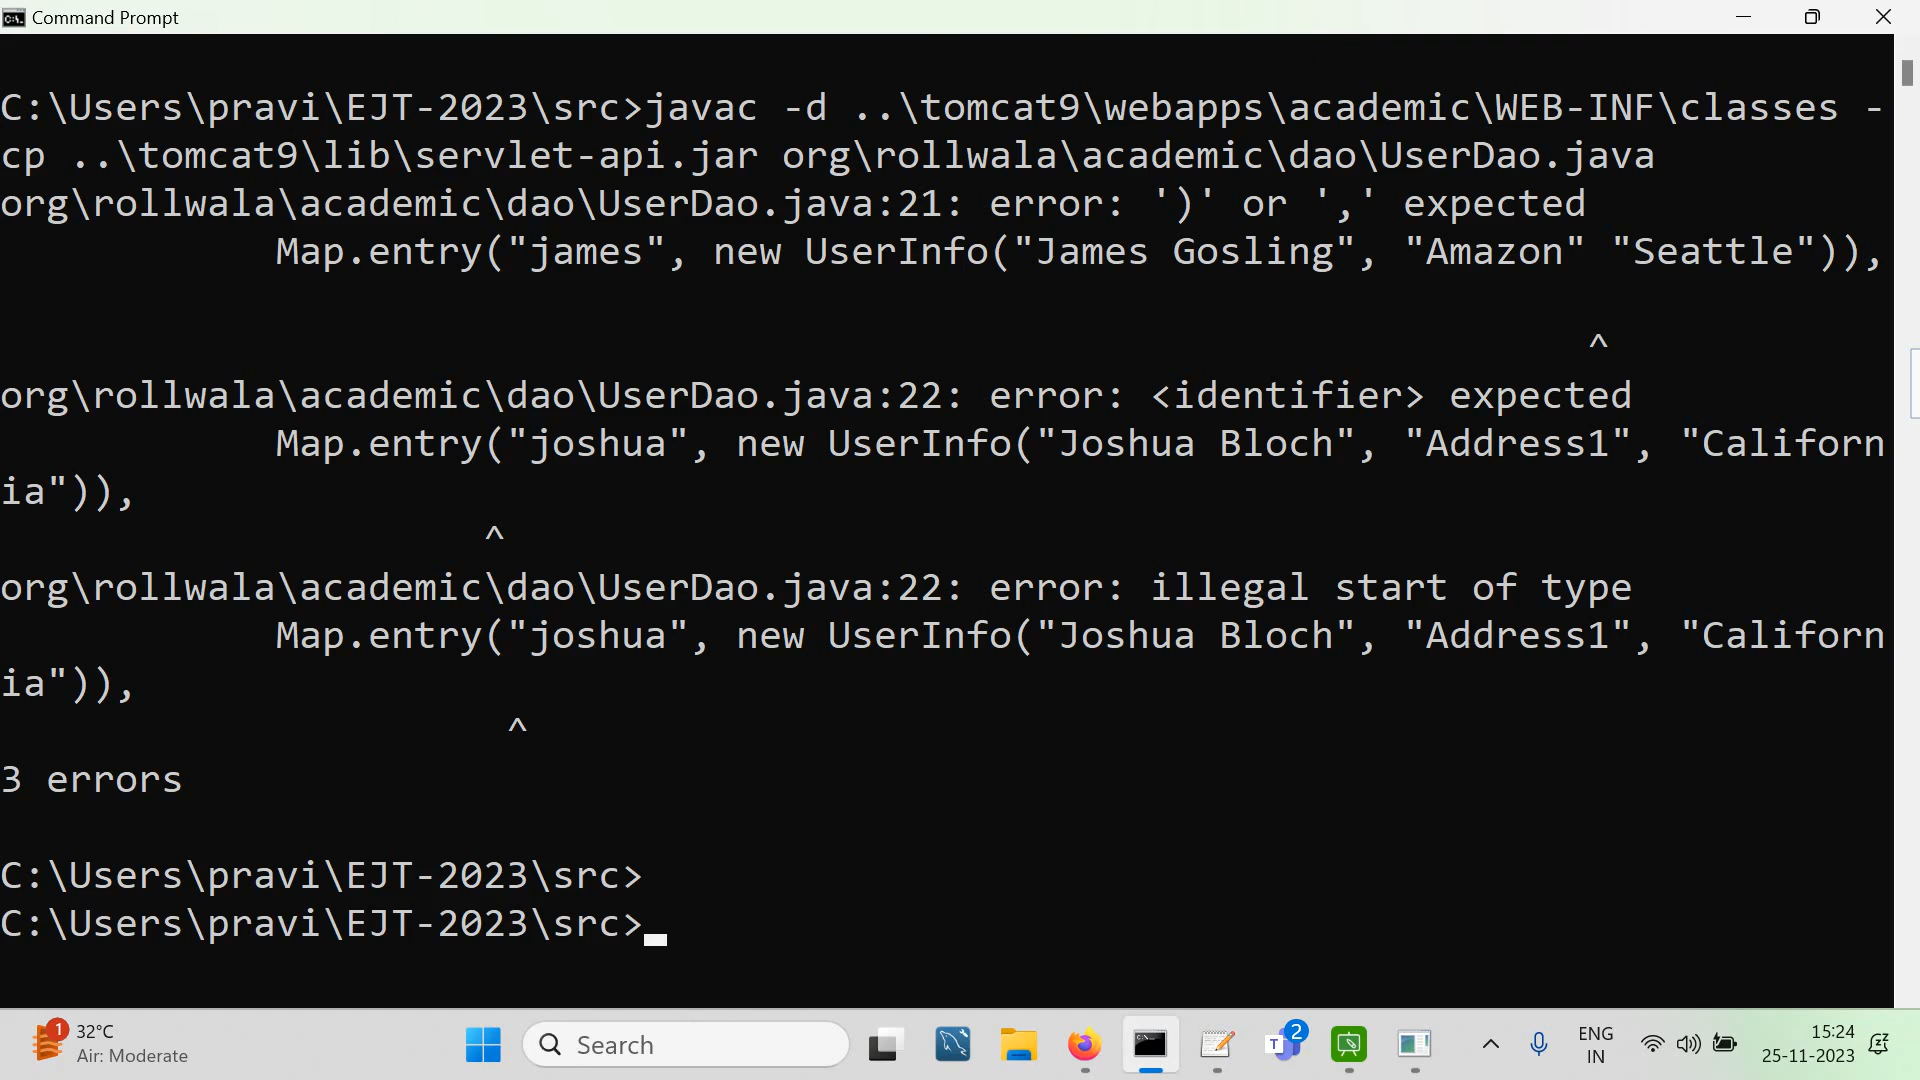 Command Prompt
C:\Users\pravi\EJT-2023\src>javac -d ..\tomcat9\webapps\academic\WEB-INF\classes -
cp ..\tomcat9\lib\servlet-api.jar org\rollwala\academic\dao\UserDao.java
org\rollwala\academic\dao\UserDao.java:21: error: ')' or ',' expected
            Map.entry("james", new UserInfo("James Gosling", "Amazon" "Seattle")),
                                                                     ^
org\rollwala\academic\dao\UserDao.java:22: error: <identifier> expected
            Map.entry("joshua", new UserInfo("Joshua Bloch", "Address1", "Californ
ia")),
                     ^
org\rollwala\academic\dao\UserDao.java:22: error: illegal start of type
            Map.entry("joshua", new UserInfo("Joshua Bloch", "Address1", "Californ
ia")),
                      ^
3 errors
C:\Users\pravi\EJT-2023\src>
C:\Users\pravi\EJT-2023\src>
1
32°C
Air: Moderate
Search
T
2
ENG
IN
15:24
25-11-2023